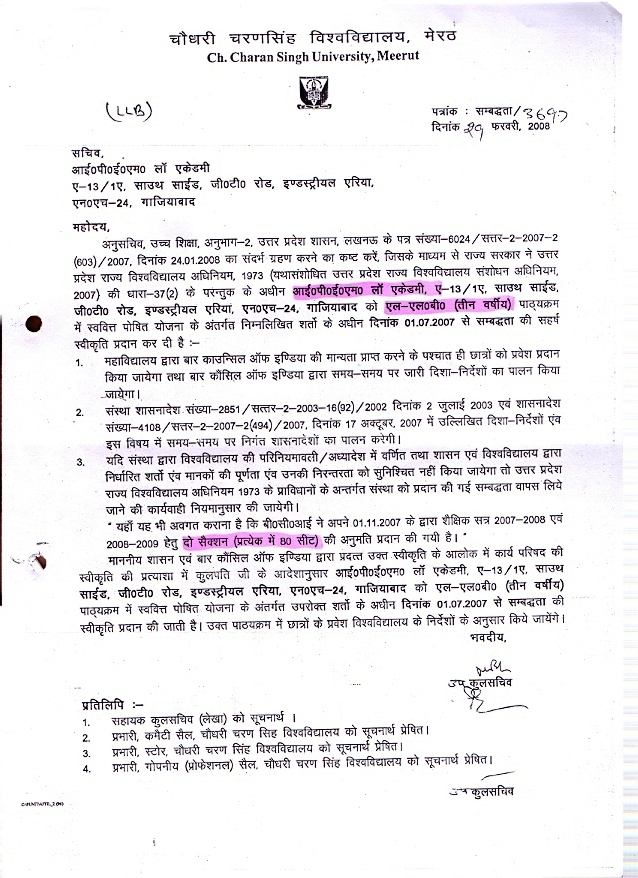 चौधरी चरणसिंह विश्वविद्यालय, मेरठ
Ch. Charan Singh University, Meerut
(LLB)
पत्रांक : सम्बद्धता/3697
दिनांक 29 फरवरी, 2008
सचिव,
आई0पी0ई0एम0 लॉ एकेडमी
ए-13/1ए, साउथ साईड, जी0टी0 रोड, इण्डस्ट्रीयल एरिया,
एन0एच-24, गाजियाबाद
महोदय,
अनुसचिव, उच्च शिक्षा, अनुभाग-2, उत्तर प्रदेश शासन, लखनऊ के पत्र संख्या-6024/सत्तर-2-2007-2
(603)/2007, दिनांक 24.01.2008 का संदर्भ ग्रहण करने का कष्ट करें, जिसके माध्यम से राज्य सरकार ने उत्तर
प्रदेश राज्य विश्वविद्यालय अधिनियम, 1973 (यथासंशोधित उत्तर प्रदेश राज्य विश्वविद्यालय संशोधन अधिनियम,
2007) की धारा-37(2) के परन्तुक के अधीन आई0पी0ई0एम0 लॉ एकेडमी, ए-13/1ए, साउथ साईड,
जी0टी0 रोड, इण्डस्ट्रीयल एरिया, एन0एच-24, गाजियाबाद को एल-एल0बी0 (तीन वर्षीय) पाठ्यक्रम
में स्ववित्त पोषित योजना के अंतर्गत निम्नलिखित शर्तो के अधीन दिनांक 01.07.2007 से सम्बद्धता की सहर्ष
स्वीकृति प्रदान कर दी है :—
1. महाविद्यालय द्वारा बार काउन्सिल ऑफ इण्डिया की मान्यता प्राप्त करने के पश्चात ही छात्रों को प्रवेश प्रदान
किया जायेगा तथा बार कौंसिल ऑफ इण्डिया द्वारा समय-समय पर जारी दिशा-निर्देशों का पालन किया
जायेगा।
2. संस्था शासनादेश संख्या-2851/सत्तर-2-2003-16(92)/2002 दिनांक 2 जुलाई 2003 एवं शासनादेश
संख्या-4108/सत्तर-2-2007-2(494)/2007, दिनांक 17 अक्टूबर, 2007 में उल्लिखित दिशा-निर्देशों एंव
इस विषय में समय-समय पर निर्गत शासनादेशों का पालन करेगी।
3. यदि संस्था द्वारा विश्वविद्यालय की परिनियमावली/अध्यादेश में वर्णित तथा शासन एवं विश्वविद्यालय द्वारा
निर्धारित शर्तो एंव मानकों की पूर्णता एंव उनकी निरन्तरता को सुनिश्चित नहीं किया जायेगा तो उत्तर प्रदेश
राज्य विश्वविद्यालय अधिनियम 1973 के प्राविधानों के अन्तर्गत संस्था को प्रदान की गई सम्बद्धता वापस लिये
जाने की कार्यवाही नियमानुसार की जायेगी।
" यहाँ यह भी अवगत कराना है कि बी0सी0आई ने अपने 01.11.2007 के द्वारा शैक्षिक सत्र 2007-2008 एवं
2008-2009 हेतु दो सैक्शन (प्रत्येक में 80 सीट) की अनुमति प्रदान की गयी है। "
माननीय शासन एवं बार कौंसिल ऑफ इण्डिया द्वारा प्रदत्त उक्त स्वीकृति के आलोक में कार्य परिषद की
स्वीकृति की प्रत्याशा में कुलपति जी के आदेशानुसार आई0पी0ई0एम0 लॉ एकेडमी, ए-13/1ए, साउथ
साईड, जी0टी0 रोड, इण्डस्ट्रीयल एरिया, एन0एच-24, गाजियाबाद को एल-एल0बी0 (तीन वर्षीय)
पाठ्यक्रम में स्ववित्त पोषित योजना के अंतर्गत उपरोक्त शर्तो के अधीन दिनांक 01.07.2007 से सम्बद्धता की
स्वीकृति प्रदान की जाती है। उक्त पाठयक्रम में छात्रों के प्रवेश विश्वविद्यालय के निर्देशों के अनुसार किये जायेंगे।
भवदीय,
उप कुलसचिव
प्रतिलिपि :—
1. सहायक कुलसचिव (लेखा) को सूचनार्थ ।
2. प्रभारी, कमैटी सैल, चौधरी चरण सिंह विश्वविद्यालय को सूचनार्थ प्रेषित।
3. प्रभारी, स्टोर, चौधरी चरण सिंह विश्वविद्यालय को सूचनार्थ प्रेषित।
4. प्रभारी, गोपनीय (प्रोफेशनल) सैल, चौधरी चरण सिंह विश्वविद्यालय को सूचनार्थ प्रेषित।
उप कुलसचिव